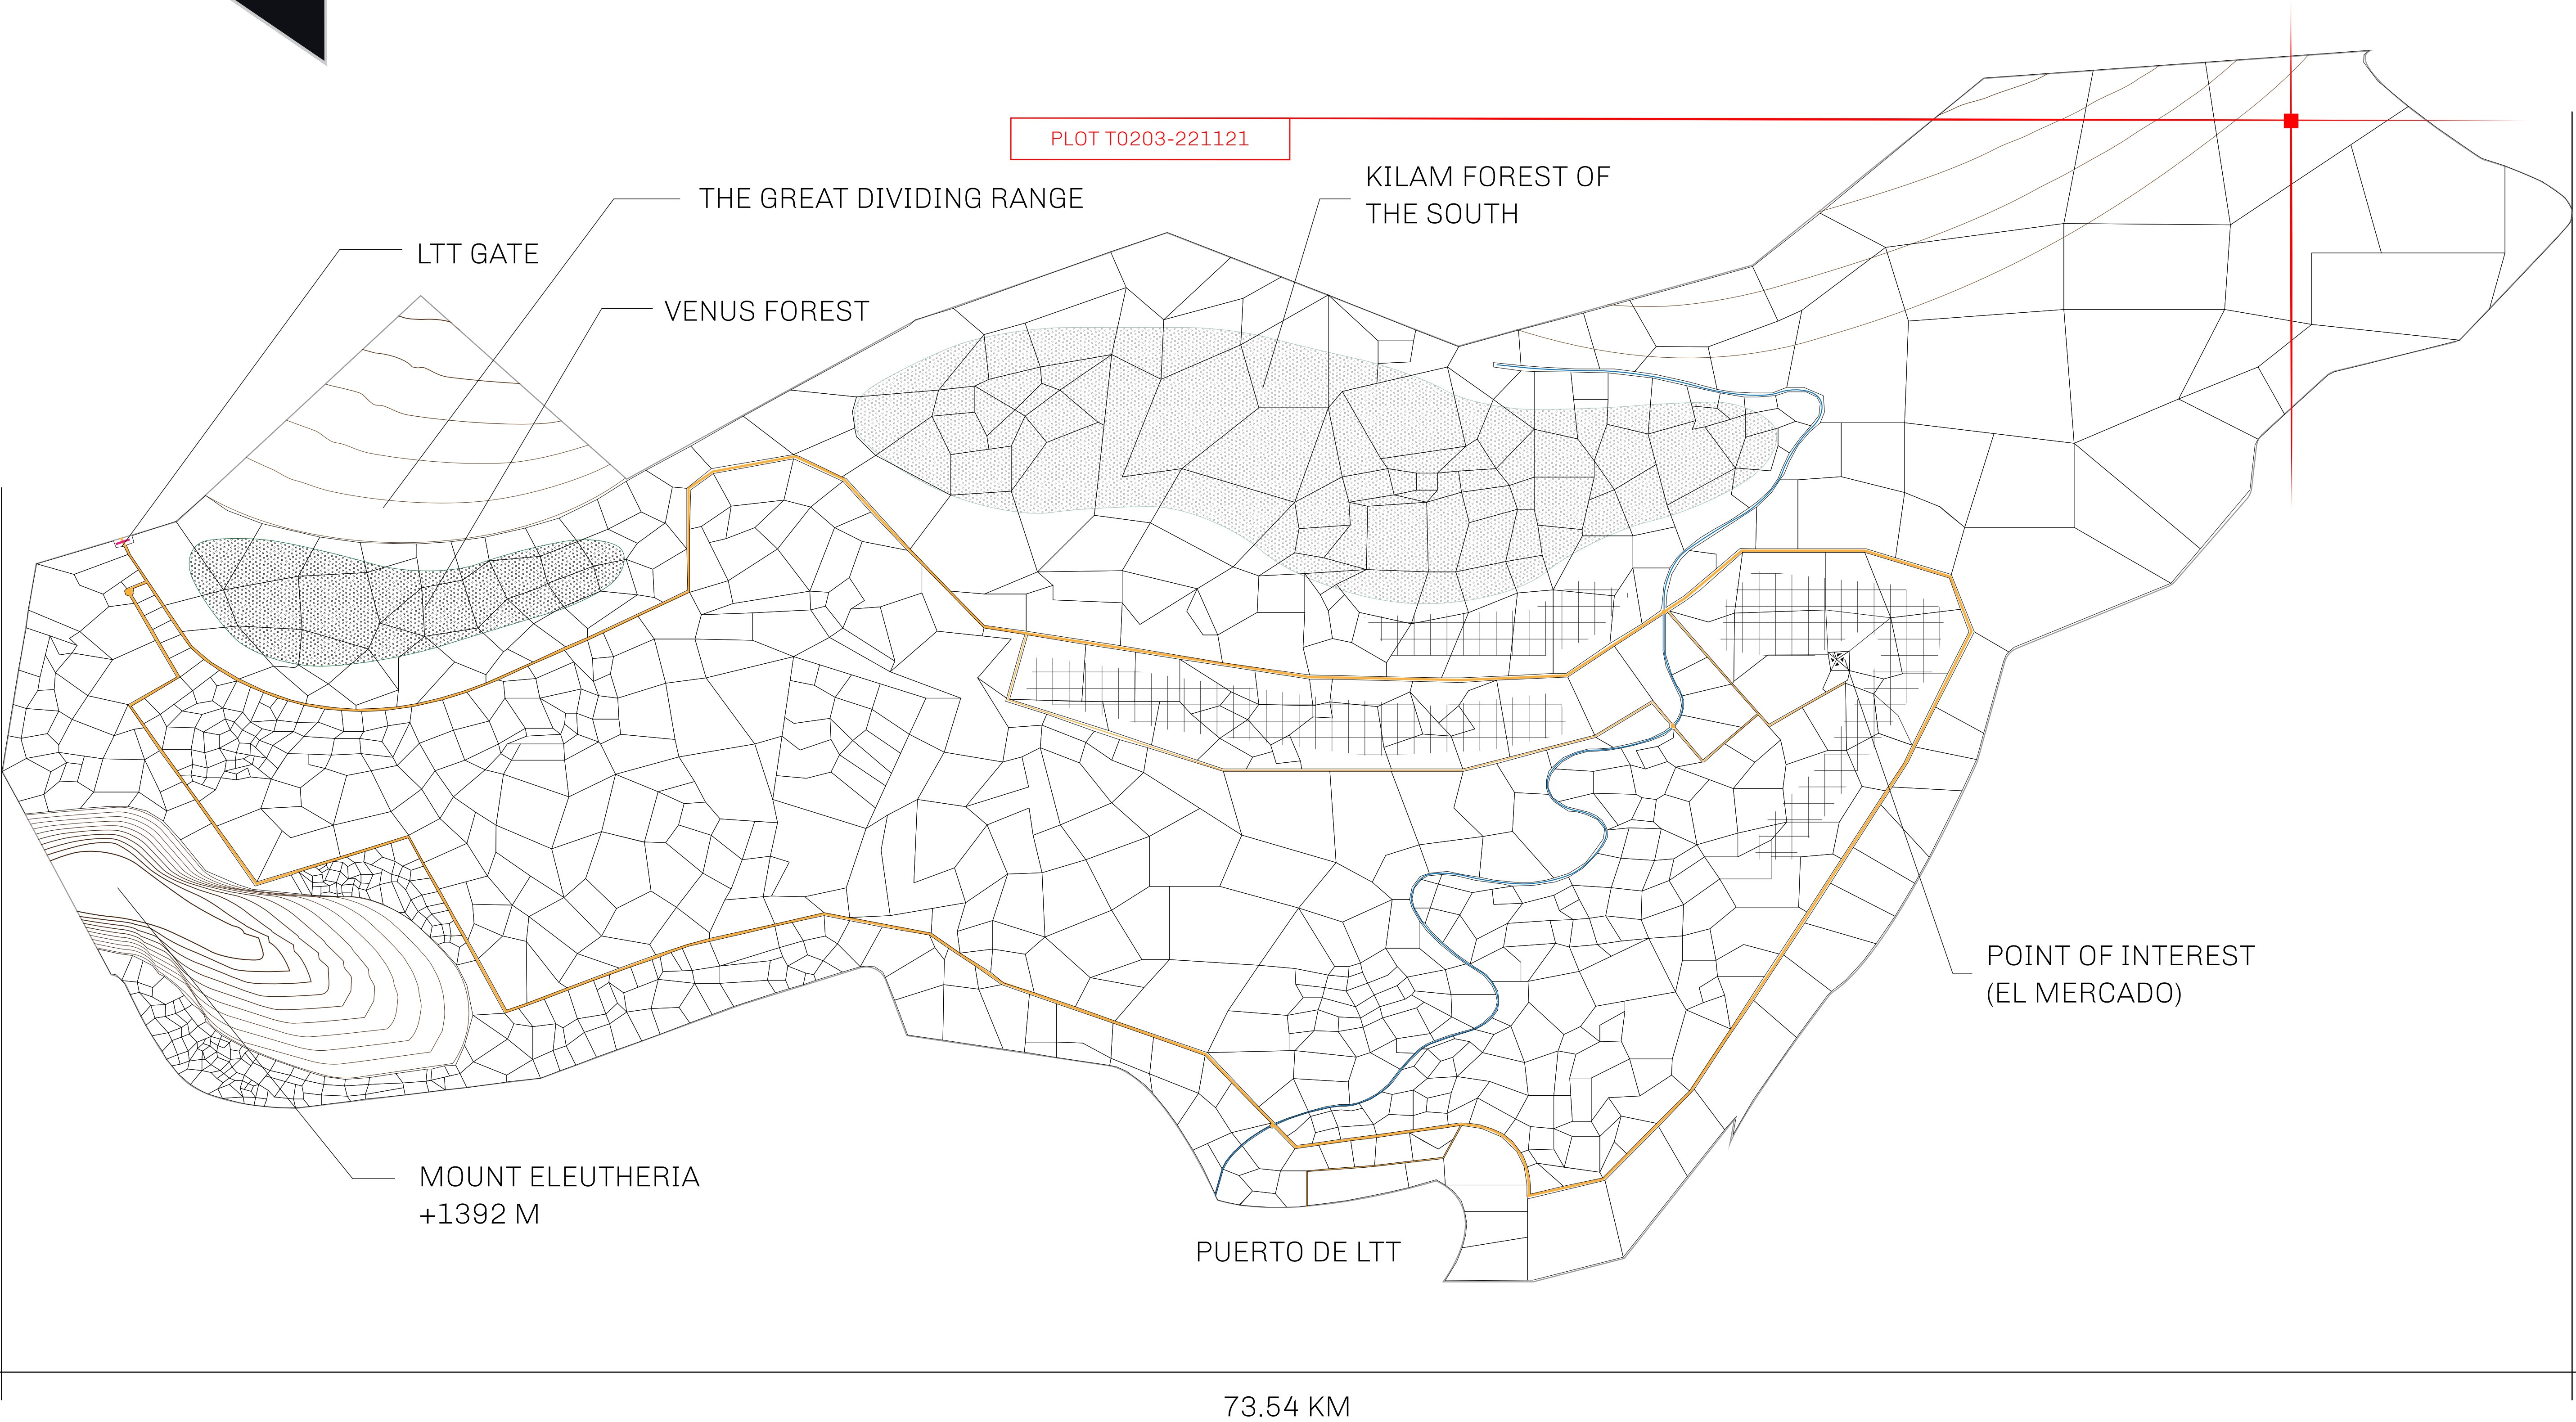 PLOT T0203-221121
KILAM FOREST OF
THE SOUTH
THE GREAT DIVIDING RANGE
LTT GATE
VENUS FOREST
POINT OF INTEREST
(EL MERCADO)
MOUNT ELEUTHERIA
+1392 M
PUERTO DE LTT
73.54 KM